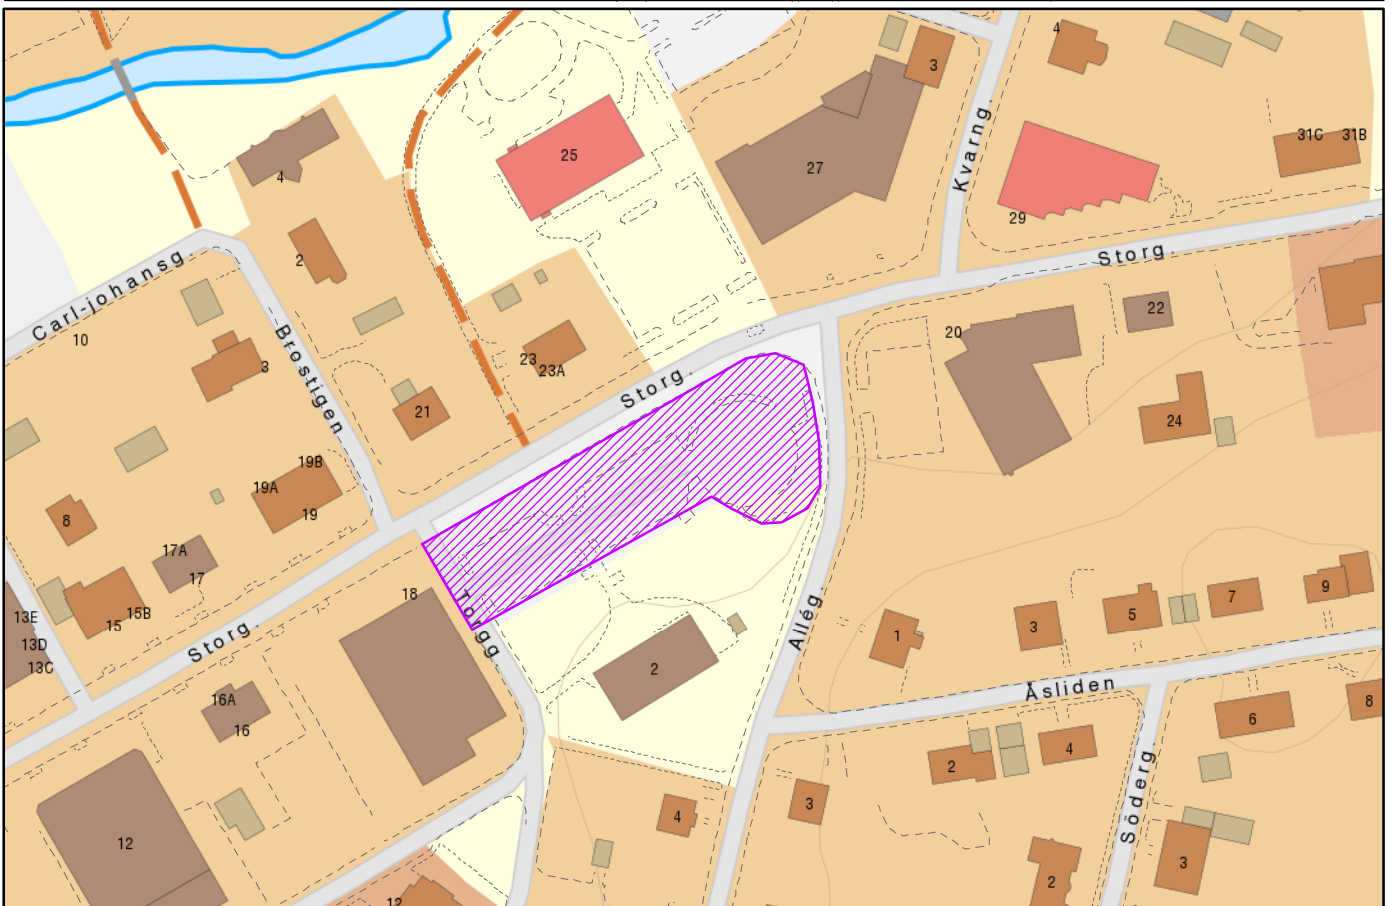 4
3
25
27
Kvarng.
31C
31B
4
29
2
Carl-johansg.
Storg.
10
Brostigen
3
22
20
23
23A
Storg.
21
24
19B
19A
19
8
17A
17
18
15B
15
13E
13D
13C
Storg.
Torgg
Allég.
9
7
5
3
1
2
Åsliden
16A
16
8
6
4
2
Söderg.
3
4
12
3
2
12